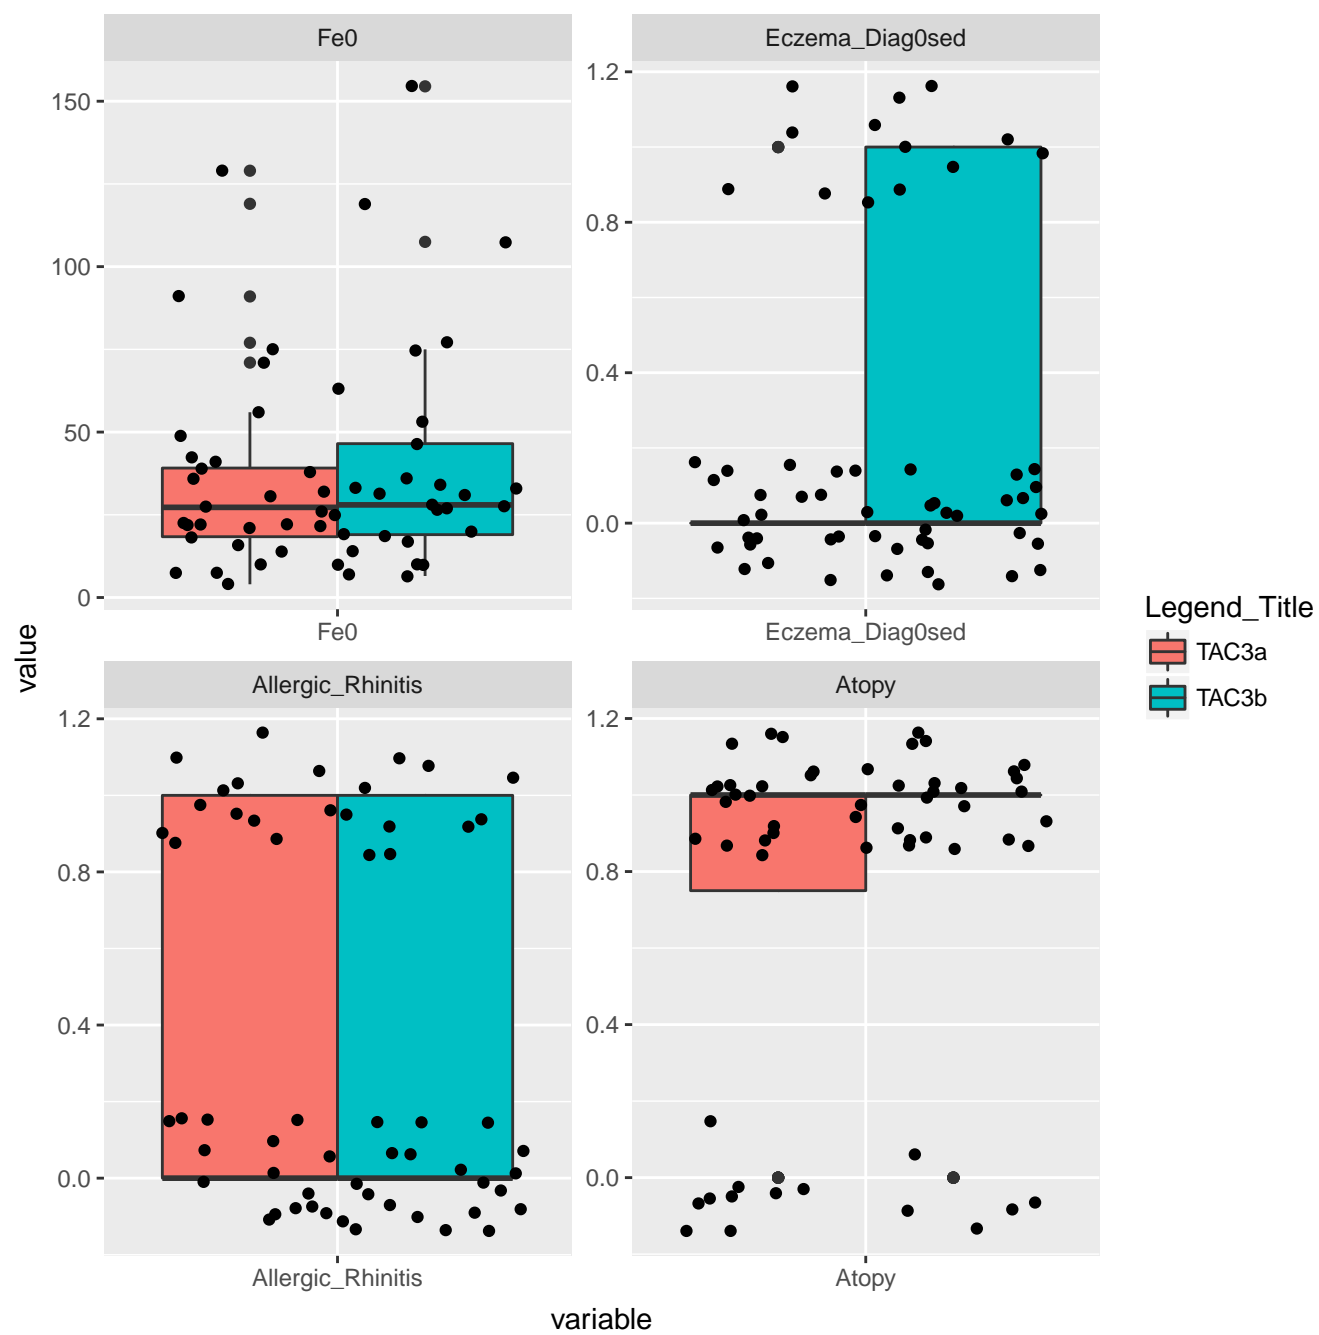 Fe0
Eczema_Diag0sed
150
100
50
0
1.2
0.8
0.4
0.0
Fe0
Eczema_Diag0sed
value
Legend_Title
TAC3a
TAC3b
Allergic_Rhinitis
Atopy
1.2
0.8
0.4
0.0
1.2
0.8
0.4
0.0
Allergic_Rhinitis
Atopy
variable